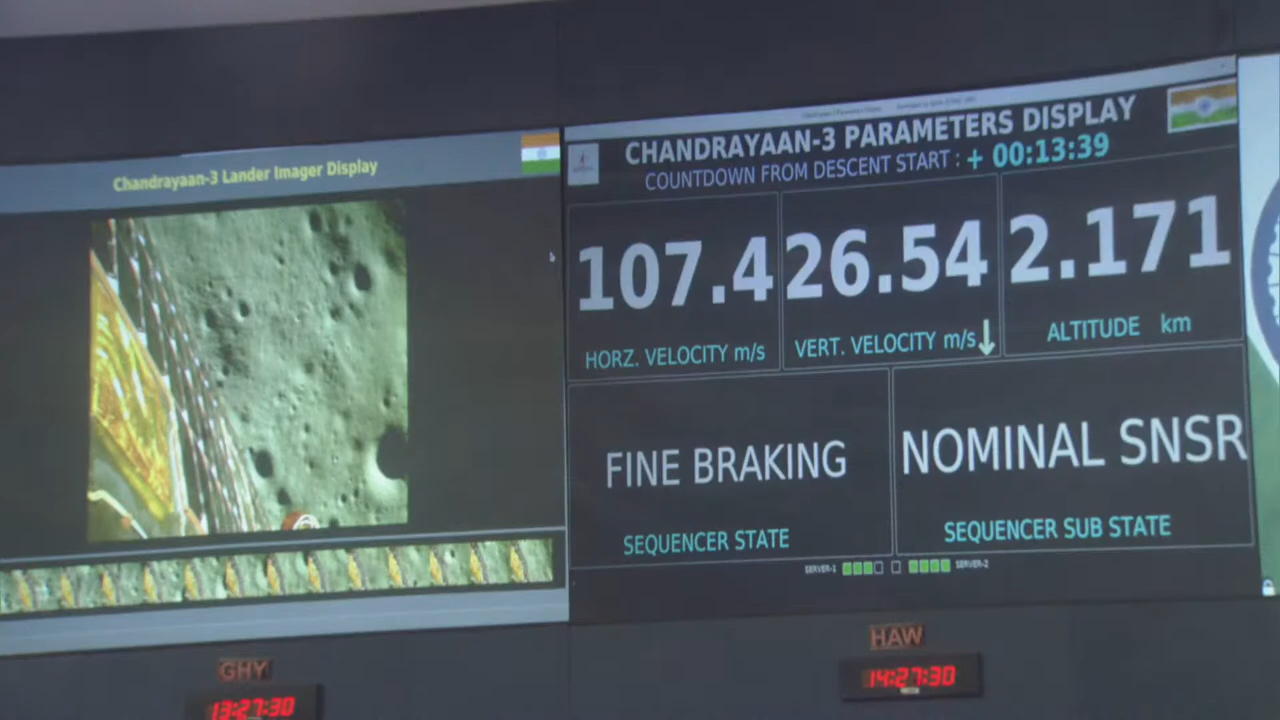 Chandrayaan-3 Lander Imager Display
CHANDRAYAAN-3 PARAMETERS DISPLAY
COUNTDOWN FROM DESCENT START : + 00:13:39
107.4
HORZ. VELOCITY m/s
26.54
VERT. VELOCITY m/s
2.171
ALTITUDE km
FINE BRAKING
SEQUENCER STATE
NOMINAL SNSR
SEQUENCER SUB STATE
SERVER-1
SERVER-2
GHY
13:27:30
HAW
14:27:30